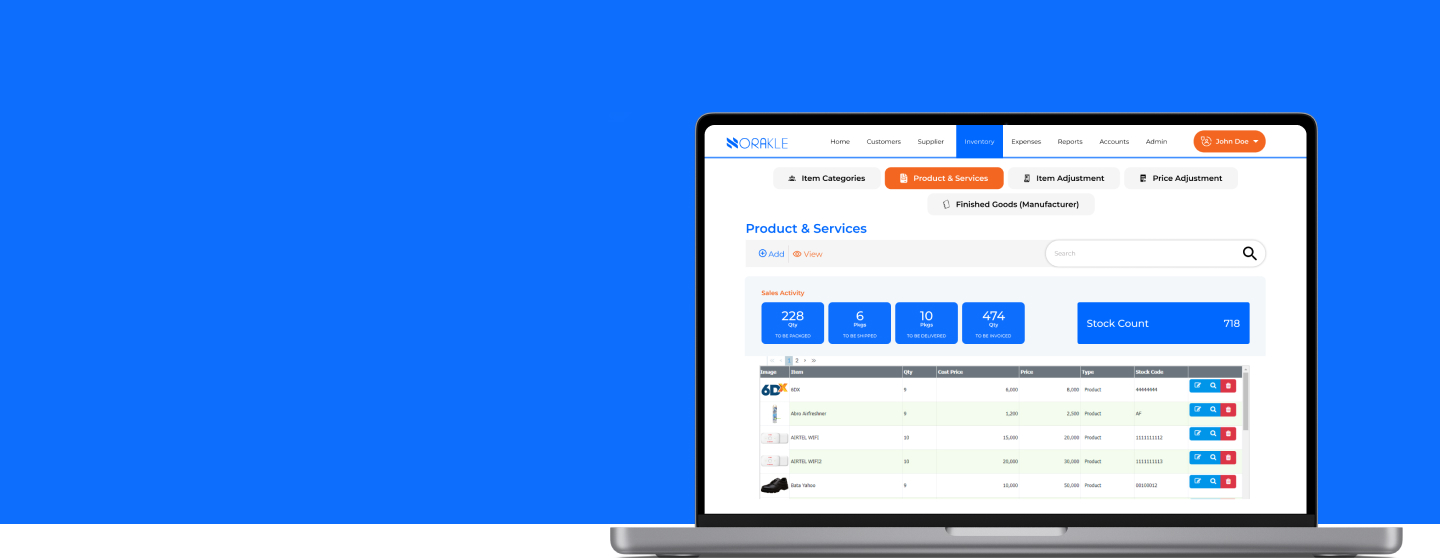 NORAKLE
Home Customers Supplier Inventory Expenses Reports Accounts Admin John Doe
Item Categories Product & Services Item Adjustment Price Adjustment
Finished Goods (Manufacturer)
Product & Services
Add View Search
Sales Activity
228 6 10 474
Qty Pkgs Pkgs Qty
TO BE PACKGED TO BE SHIPPED TO BE DELIVERED TO BE INVOICED
Stock Count 718
1 2
Image Item Qty Cost Price Price Type Stock Code
6DX 6DX 9 6,000 8,000 Product 44444444
Abro Airfreshner 9 1,200 2,500 Product AF
AIRTEL WIFI 10 15,000 20,000 Product 1111111112
AIRTEL WIFI2 10 20,000 30,000 Product 1111111113
Bata Yahoo 9 10,000 50,000 Product 00100012